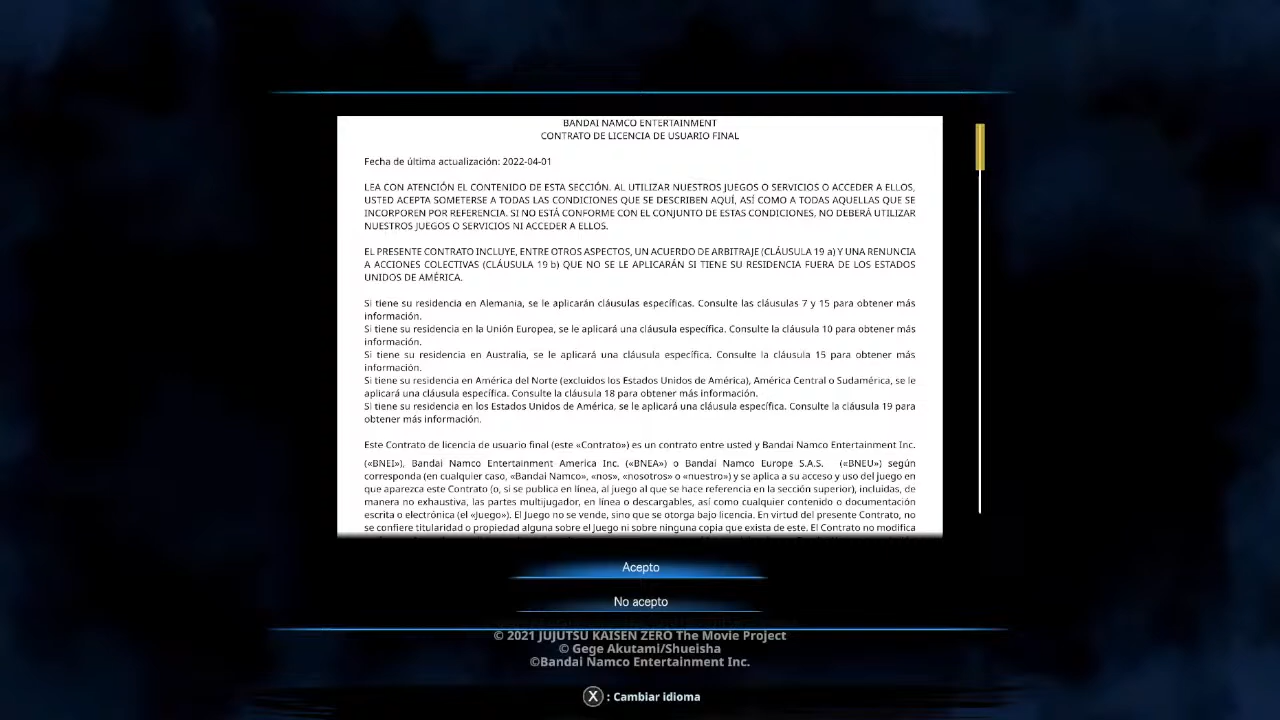 BANDAI NAMCO ENTERTAINMENT
CONTRATO DE LICENCIA DE USUARIO FINAL
Fecha de última actualización: 2022-04-01
LEA CON ATENCIÓN EL CONTENIDO DE ESTA SECCIÓN. AL UTILIZAR NUESTROS JUEGOS O SERVICIOS O ACCEDER A ELLOS,
USTED ACEPTA SOMETERSE A TODAS LAS CONDICIONES QUE SE DESCRIBEN AQUÍ, ASÍ COMO A TODAS AQUELLAS QUE SE
INCORPOREN POR REFERENCIA. SI NO ESTÁ CONFORME CON EL CONJUNTO DE ESTAS CONDICIONES, NO DEBERÁ UTILIZAR
NUESTROS JUEGOS O SERVICIOS NI ACCEDER A ELLOS.
EL PRESENTE CONTRATO INCLUYE, ENTRE OTROS ASPECTOS, UN ACUERDO DE ARBITRAJE (CLÁUSULA 19 a) Y UNA RENUNCIA
A ACCIONES COLECTIVAS (CLÁUSULA 19 b) QUE NO SE LE APLICARÁN SI TIENE SU RESIDENCIA FUERA DE LOS ESTADOS
UNIDOS DE AMÉRICA.
Si tiene su residencia en Alemania, se le aplicarán cláusulas específicas. Consulte las cláusulas 7 y 15 para obtener más
información.
Si tiene su residencia en la Unión Europea, se le aplicará una cláusula específica. Consulte la cláusula 10 para obtener más
información.
Si tiene su residencia en Australia, se le aplicará una cláusula específica. Consulte la cláusula 15 para obtener más
información.
Si tiene su residencia en América del Norte (excluidos los Estados Unidos de América), América Central o Sudamérica, se le
aplicará una cláusula específica. Consulte la cláusula 18 para obtener más información.
Si tiene su residencia en los Estados Unidos de América, se le aplicará una cláusula específica. Consulte la cláusula 19 para
obtener más información.
Este Contrato de licencia de usuario final (este «Contrato») es un contrato entre usted y Bandai Namco Entertainment Inc.
(«BNEI»), Bandai Namco Entertainment America Inc. («BNEA») o Bandai Namco Europe S.A.S. («BNEU») según
corresponda (en cualquier caso, «Bandai Namco», «nos», «nosotros» o «nuestro») y se aplica a su acceso y uso del juego en
que aparezca este Contrato (o, si se publica en línea, al juego al que se hace referencia en la sección superior), incluidas, de
manera no exhaustiva, las partes multijugador, en línea o descargables, así como cualquier contenido o documentación
escrita o electrónica (el «Juego»). El Juego no se vende, sino que se otorga bajo licencia. En virtud del presente Contrato, no
se confiere titularidad o propiedad alguna sobre el Juego ni sobre ninguna copia que exista de este. El Contrato no modifica
Acepto
No acepto
© 2021 JUJUTSU KAISEN ZERO The Movie Project
© Gege Akutami/Shueisha
©Bandai Namco Entertainment Inc.
X : Cambiar idioma